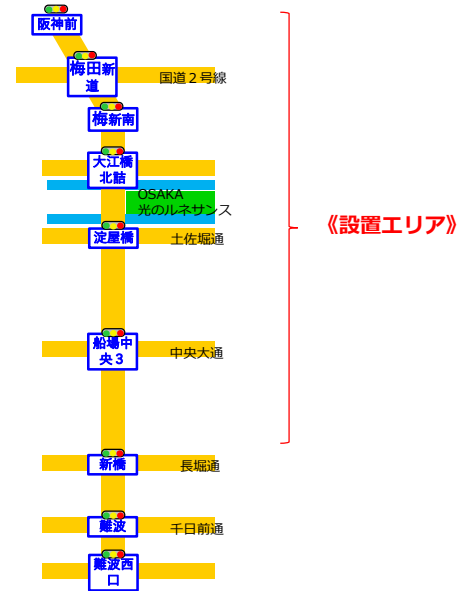 阪神前
梅田新
道
国道２号線
梅新南
大江橋
北詰
OSAKA
光のルネサンス
《設置エリア》
淀屋橋
土佐堀通
船場中
央３
中央大通
新橋
長堀通
難波
千日前通
難波西
口